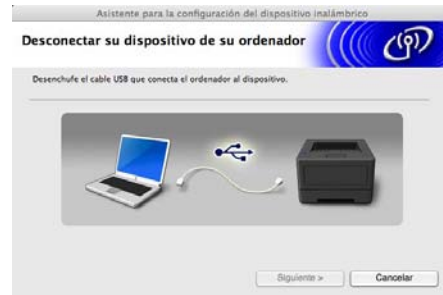 Asistente para la configuración del dispositivo inalámbrico
Desconectar su dispositivo de su ordenador
Desenchufe el cable USB que conecta el ordenador al dispositivo.
Siguiente >
Cancelar